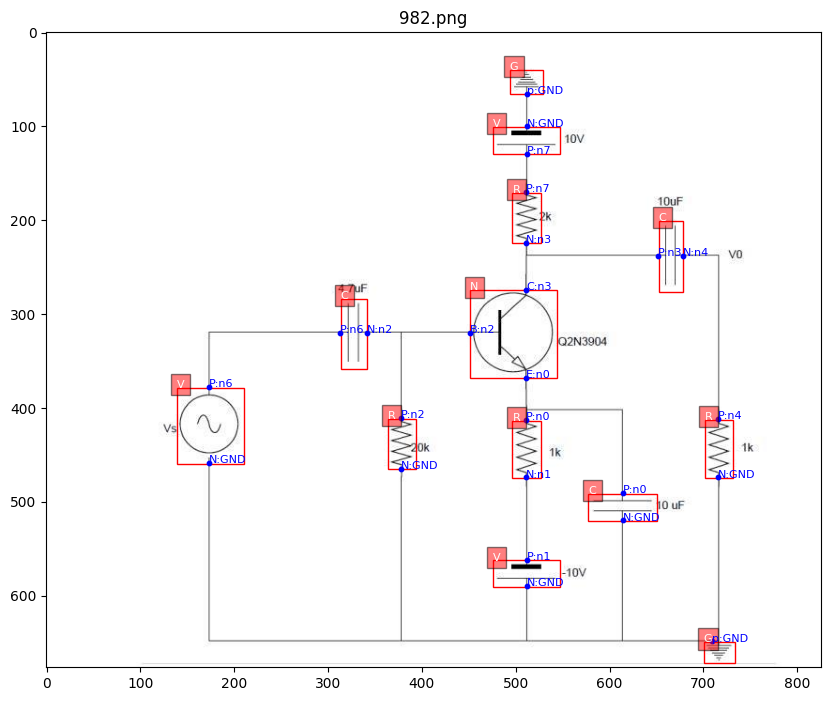 982.png
0
100
200
300
400
500
600
0
100
200
300
400
500
600
700
800
G
p:GND
V
N:GND
10V
P:n7
R
P:n7
2k
N:n3
10uF
C
P:n3
N:n4
V0
N
C:n3
B:n2
Q2N3904
E:n0
4.7uF
C
P:n6
N:n2
V
P:n6
Vs
N:GND
R
P:n2
20k
N:GND
R
P:n0
1k
N:n1
R
P:n4
1k
N:GND
C
P:n0
10 uF
N:GND
V
P:n1
-10V
N:GND
G
p:GND